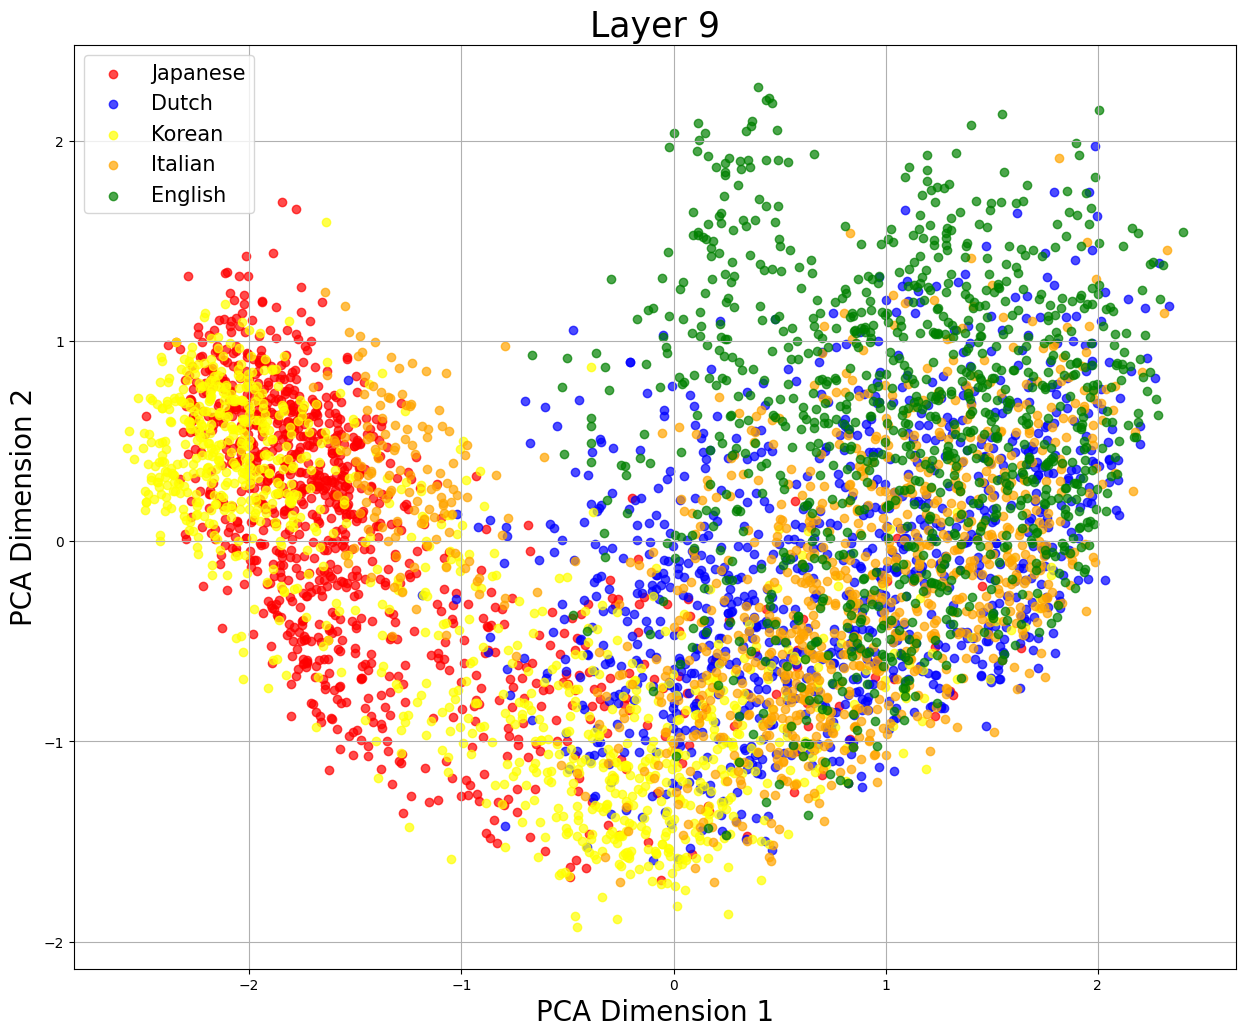 Layer 9
Japanese
Dutch
Korean
Italian
English
2
1
0
−1
−2
PCA Dimension 2
−2
−1
0
1
2
PCA Dimension 1